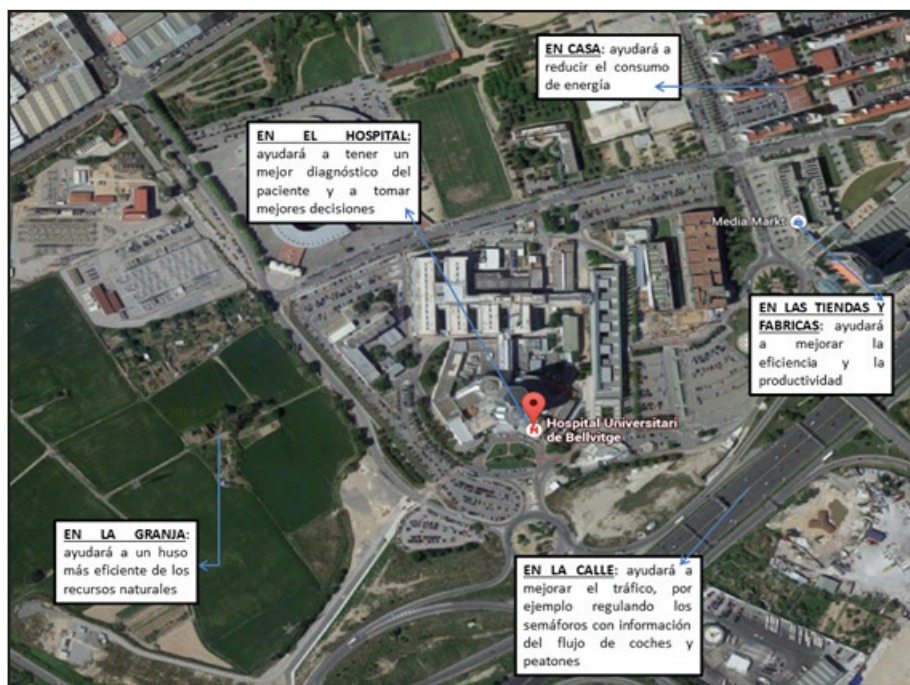 EN CASA: ayudará a
reducir el consumo
de energía
EN EL HOSPITAL:
ayudará a tener un
mejor diagnóstico del
paciente y a tomar
mejores decisiones
Media Markt
EN LAS TIENDAS Y
FABRICAS: ayudará
a mejorar la
eficiencia y la
productividad
Hospital Universitari
de Bellvitge
EN LA GRANJA:
ayudará a un huso
más eficiente de los
recursos naturales
EN LA CALLE: ayudará a
mejorar el tráfico, por
ejemplo regulando los
semáforos con información
del flujo de coches y
peatones